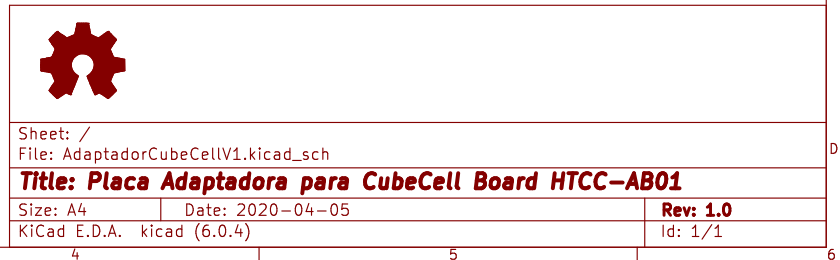 Sheet: /
File: AdaptadorCubeCellV1.kicad_sch
Title: Placa Adaptadora para CubeCell Board HTCC-AB01
Size: A4 Date: 2020-04-05 Rev: 1.0
KiCad E.D.A. kicad (6.0.4) Id: 1/1
D
4 5 6